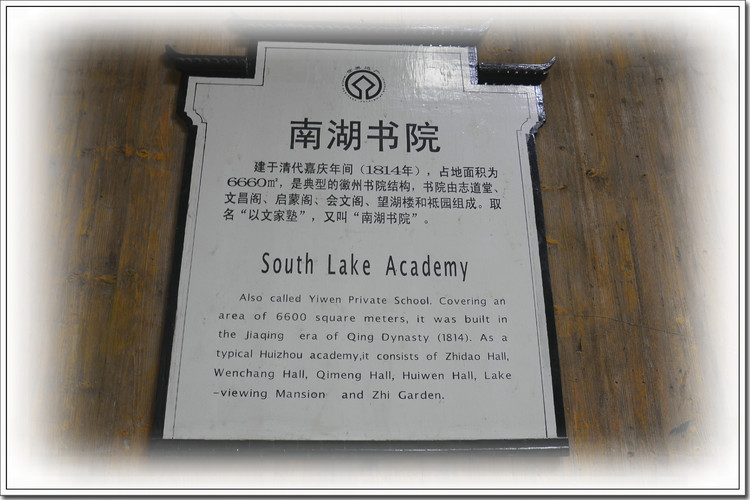 南湖书院
建于清代嘉庆年间（1814年），占地面积为
6660㎡，是典型的徽州书院结构，书院由志道堂、
文昌阁、启蒙阁、会文阁、望湖楼和祗园组成。取
名“以文家塾”，又叫“南湖书院”。
South Lake Academy
Also called Yiwen Private School. Covering an
area of 6600 square meters, it was built in
the Jiaqing era of Qing Dynasty (1814). As a
typical Huizhou academy,it consists of Zhidao Hall,
Wenchang Hall, Qimeng Hall, Huiwen Hall, Lake
-viewing Mansion and Zhi Garden.